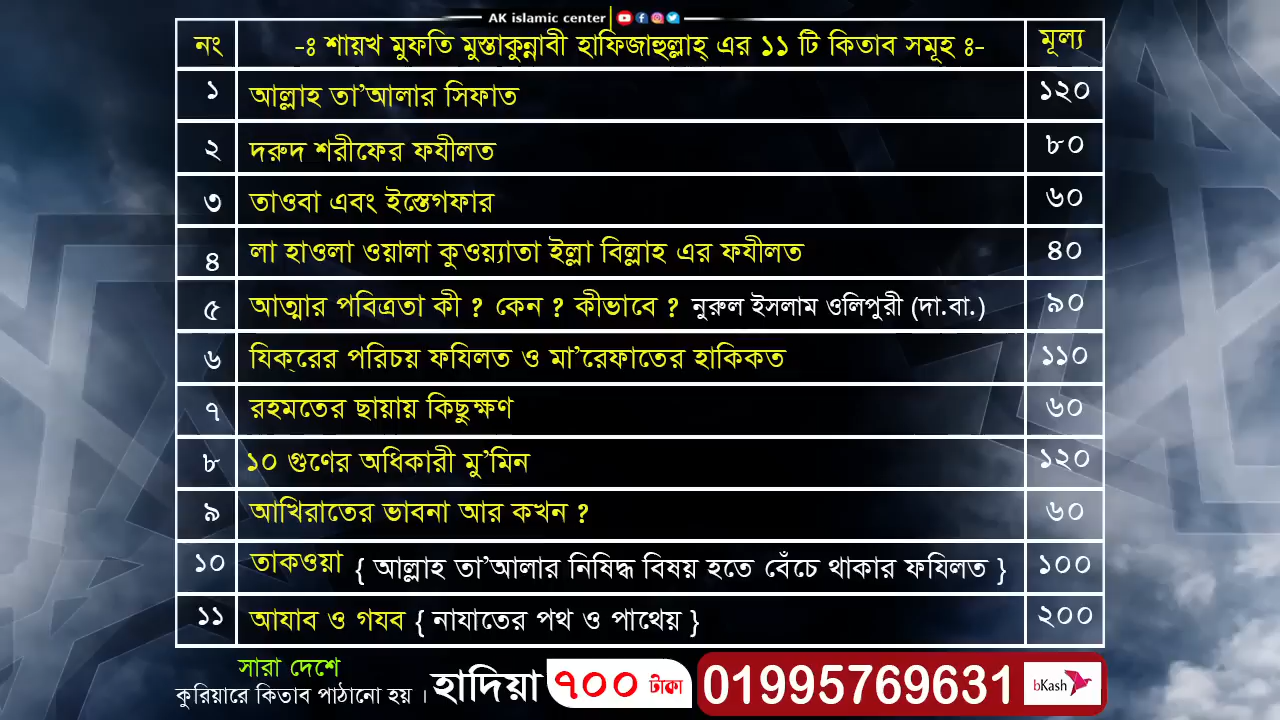 AK islamic center
নং -ঃ শায়খ মুফতি মুস্তাকুন্নাবী হাফিজাহুল্লাহ্ এর ১১ টি কিতাব সমূহ ঃ- মূল্য
১ আল্লাহ তা’আলার সিফাত ১২০
২ দরুদ শরীফের ফযীলত ৮০
৩ তাওবা এবং ইস্তেগফার ৬০
৪ লা হাওলা ওয়ালা কুওয়্যাতা ইল্লা বিল্লাহ এর ফযীলত ৪০
৫ আত্মার পবিত্রতা কী ? কেন ? কীভাবে ? নুরুল ইসলাম ওলিপুরী (দা.বা.) ৯০
৬ যিক্‌রের পরিচয় ফযিলত ও মা’রেফাতের হাকিকত ১১০
৭ রহমতের ছায়ায় কিছুক্ষণ ৬০
৮ ১০ গুণের অধিকারী মু’মিন ১২০
৯ আখিরাতের ভাবনা আর কখন ? ৬০
১০ তাকওয়া { আল্লাহ তা’আলার নিষিদ্ধ বিষয় হতে বেঁচে থাকার ফযিলত } ১০০
১১ আযাব ও গযব { নাযাতের পথ ও পাথেয় } ২০০
সারা দেশে
কুরিয়ারে কিতাব পাঠানো হয় । হাদিয়া ৭০০ টাকা 01995769631 bKash